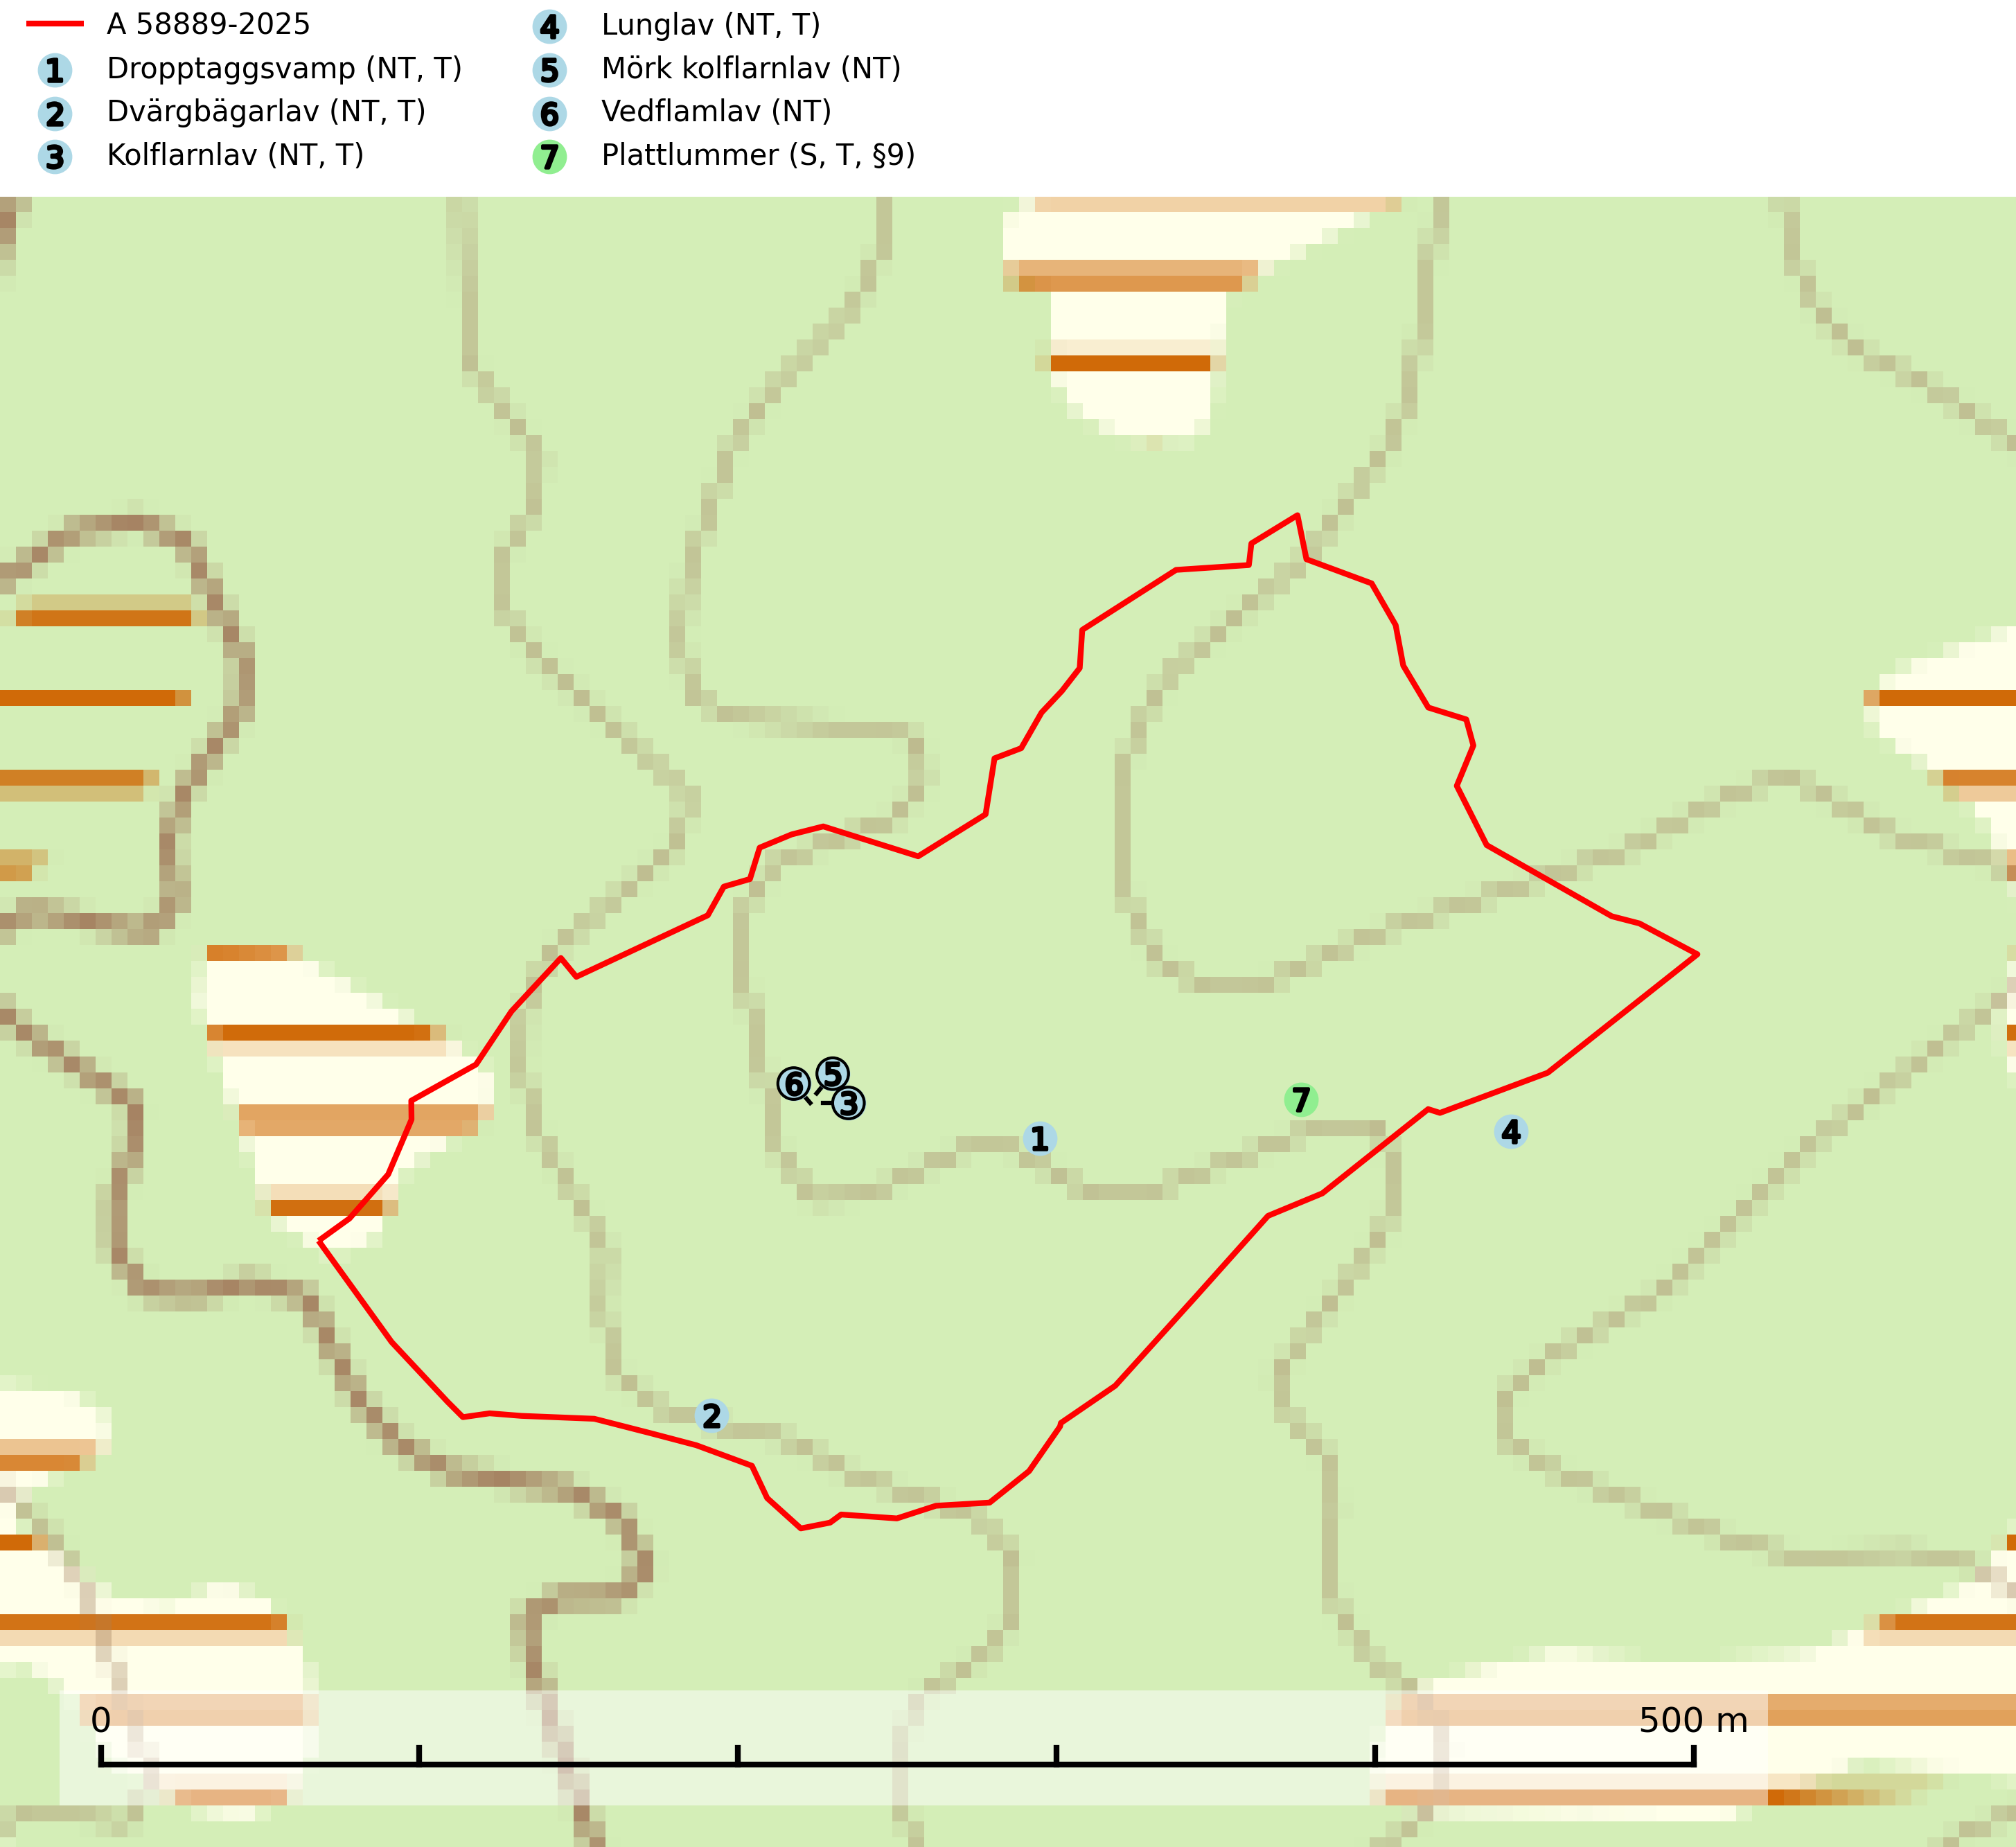 A 58889-2025
1 Dropptaggsvamp (NT, T)
2 Dvärgbägarlav (NT, T)
3 Kolflarnlav (NT, T)
4 Lunglav (NT, T)
5 Mörk kolflarnlav (NT)
6 Vedflamlav (NT)
7 Plattlummer (S, T, §9)
5
6
3
7
1
4
2
0 500 m